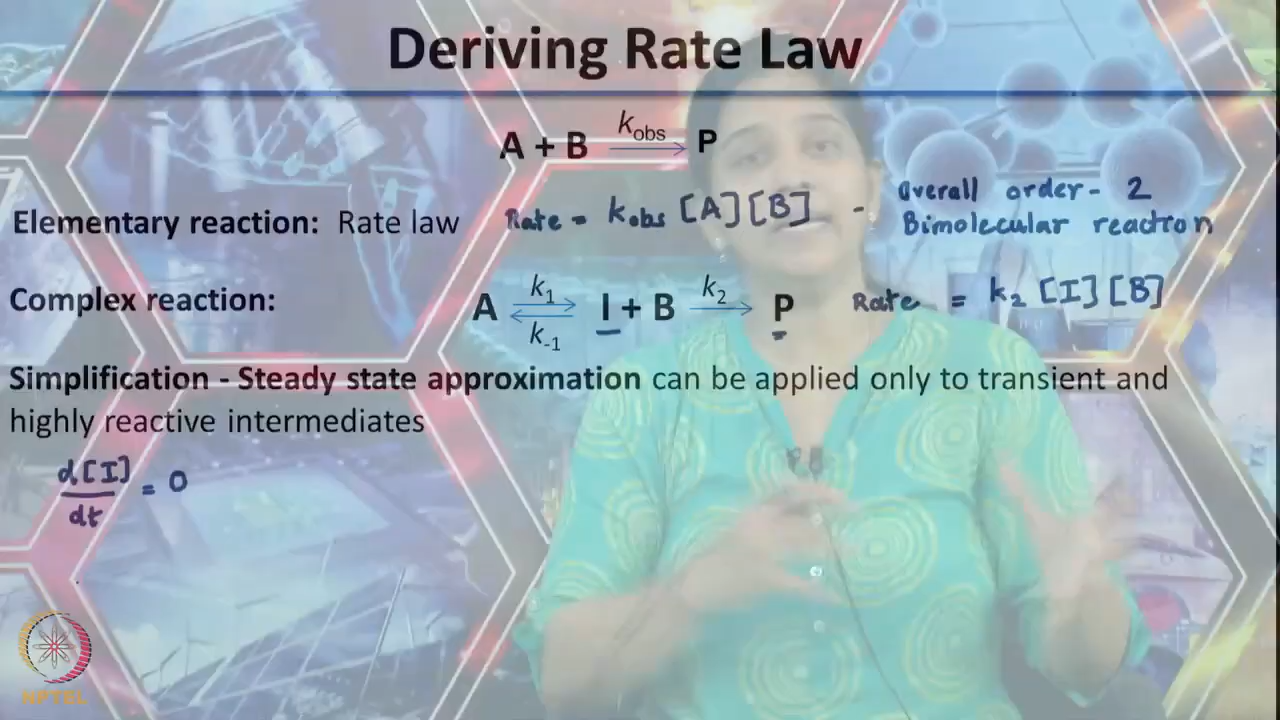 Deriving Rate Law
A + B kobs P
Elementary reaction: Rate law Rate = kobs [A][B] - Overall order - 2
Bimolecular reaction
Complex reaction: A k1 k-1 I + B k2 P Rate = k2 [I][B]
Simplification - Steady state approximation can be applied only to transient and
highly reactive intermediates
d[I]/dt = 0
NPTEL